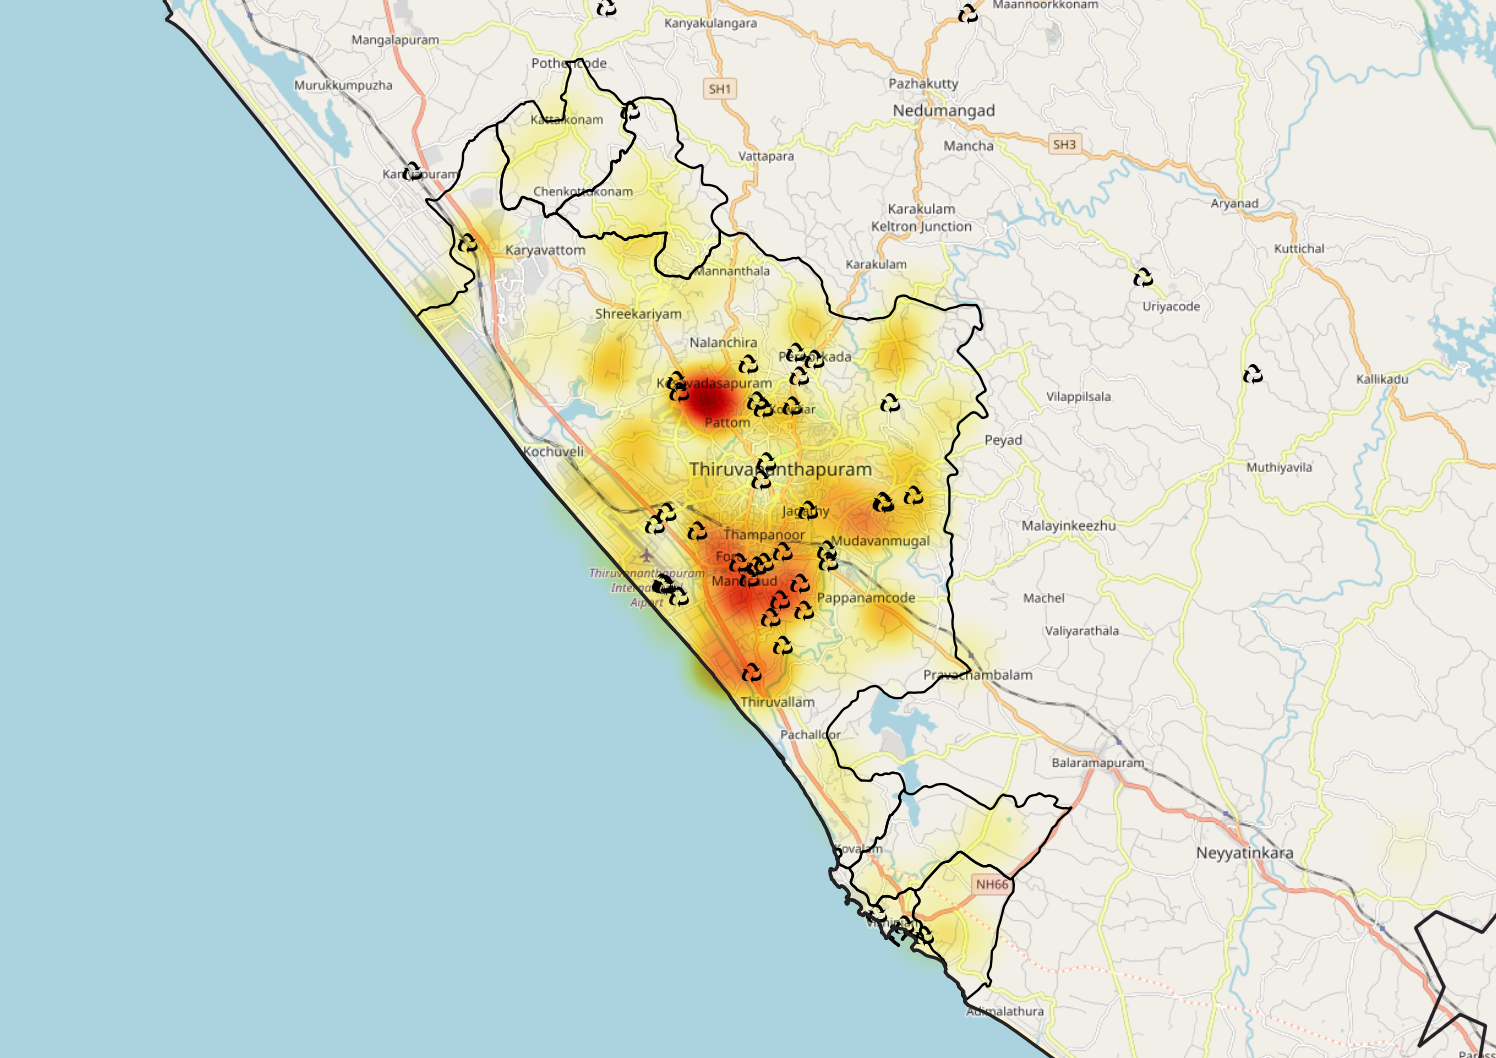 Maannoorkkonam
Kanyakulangara
Mangalapuram
Pothencode
Murukkumpuzha
SH1
Pazhakutty
Nedumangad
Kattaikonam
SH3
Mancha
Vattapara
Kaniyapuram
Chenkottukonam
Aryanad
Karakulam
Keltron Junction
Karyavattom
Kuttichal
Karakulam
Mannanthala
Uriyacode
Shreekariyam
Nalanchira
Peroorkada
Kallikadu
Kesavadasapuram
Vilappilsala
Kowdiar
Pattom
Peyad
Kochuveli
Thiruvananthapuram
Muthiyavila
Jagathy
Malayinkeezhu
Thampanoor
Mudavanmugal
Fort
Thiruvananthapuram
International
Aiport
Manacaud
Pappanamcode
Machel
Valiyarathala
Pravachambalam
Thiruvallam
Pachalloor
Balaramapuram
Kovalam
Neyyatinkara
NH66
Vizhinjam
Adimalathura